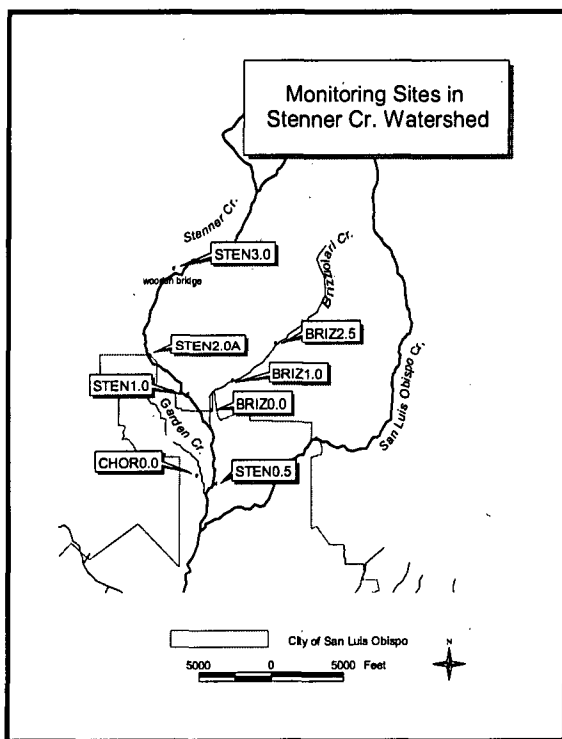 Monitoring Sites in
Stenner Cr. Watershed
Stenner Cr.
STEN3.0
wooden bridge
Brizziolari Cr.
BRIZ2.5
STEN2.0A
San Luis Obispo Cr.
BRIZ1.0
STEN1.0
BRIZ0.0
Garden Cr.
CHOR0.0
STEN0.5
City of San Luis Obispo
N
5000 0 5000 Feet